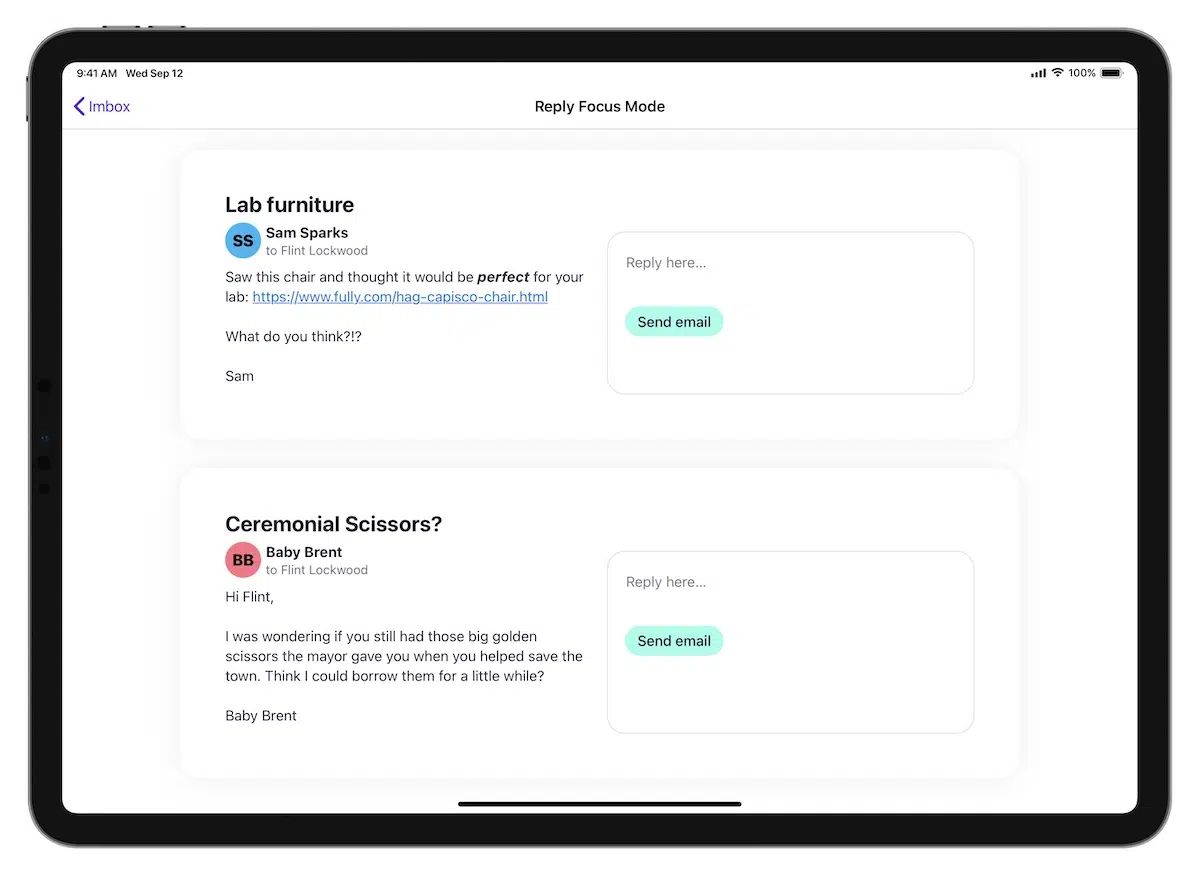 9:41 AM Wed Sep 12
100%
Imbox
Reply Focus Mode
Lab furniture
SS
Sam Sparks
to Flint Lockwood
Saw this chair and thought it would be perfect for your
lab: https://www.fully.com/hag-capisco-chair.html
What do you think?!?
Sam
Reply here...
Send email
Ceremonial Scissors?
BB
Baby Brent
to Flint Lockwood
Hi Flint,
I was wondering if you still had those big golden
scissors the mayor gave you when you helped save the
town. Think I could borrow them for a little while?
Baby Brent
Reply here...
Send email